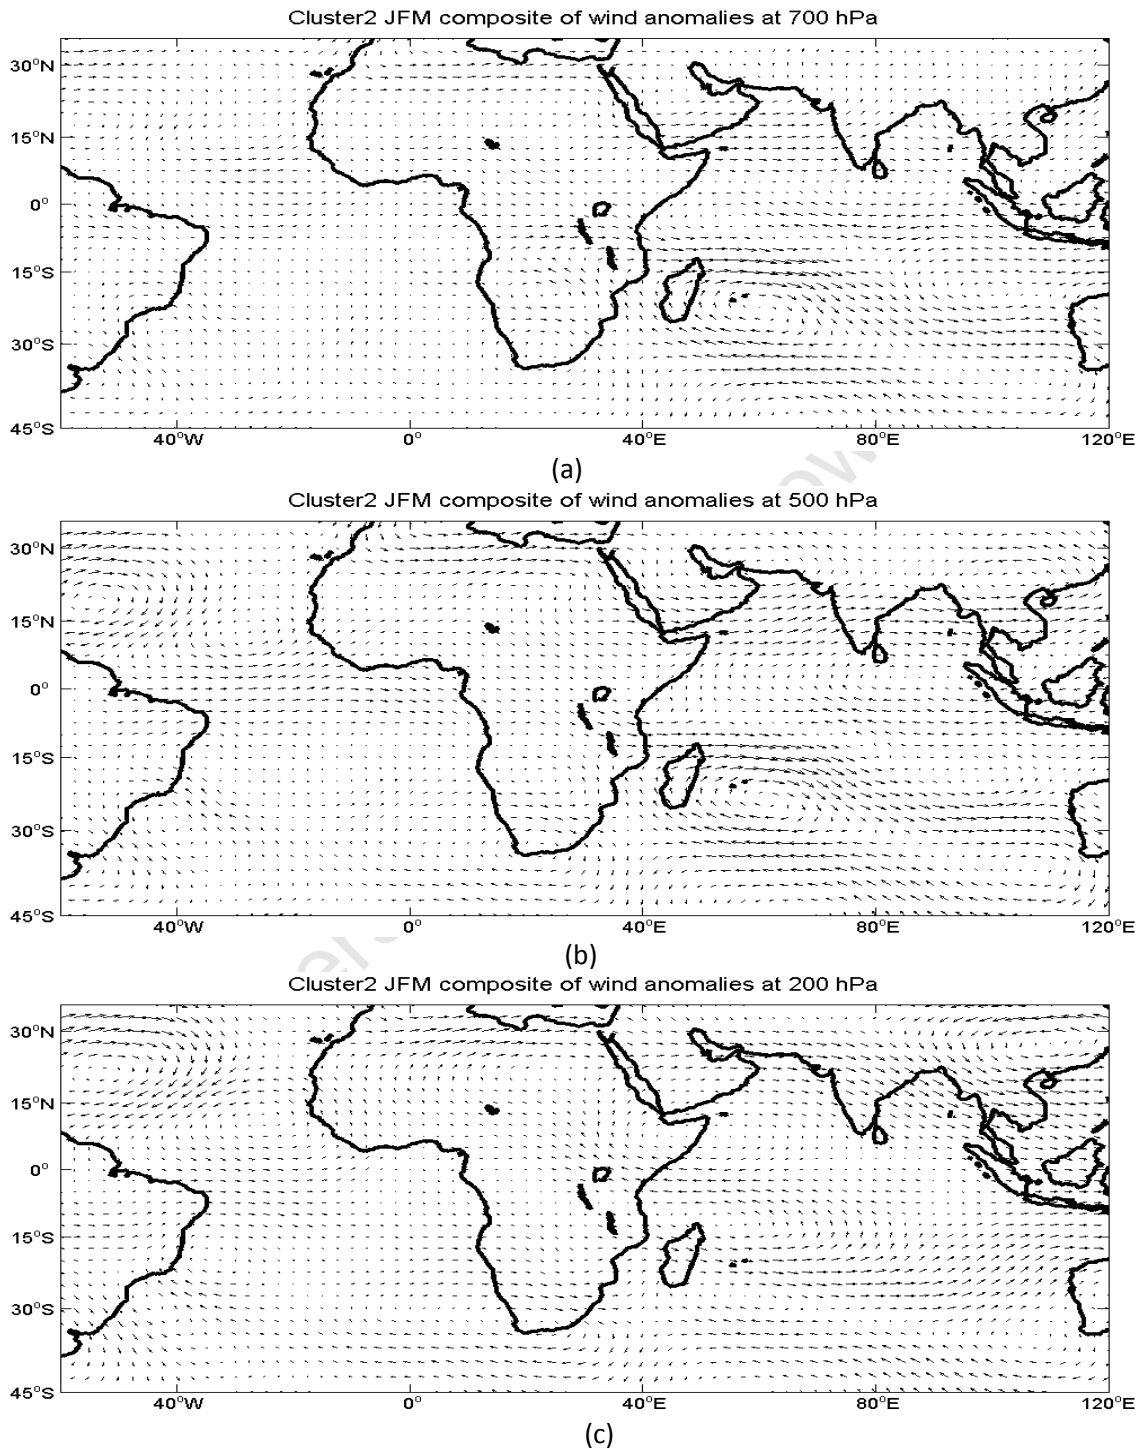 Cluster2 JFM composite of wind anomalies at 700 hPa
30°N
15°N
0°
15°S
30°S
45°S
40°W 0° 40°E 80°E 120°E
(a)
Cluster2 JFM composite of wind anomalies at 500 hPa
30°N
15°N
0°
15°S
30°S
45°S
40°W 0° 40°E 80°E 120°E
(b)
Cluster2 JFM composite of wind anomalies at 200 hPa
30°N
15°N
0°
15°S
30°S
45°S
40°W 0° 40°E 80°E 120°E
(c)